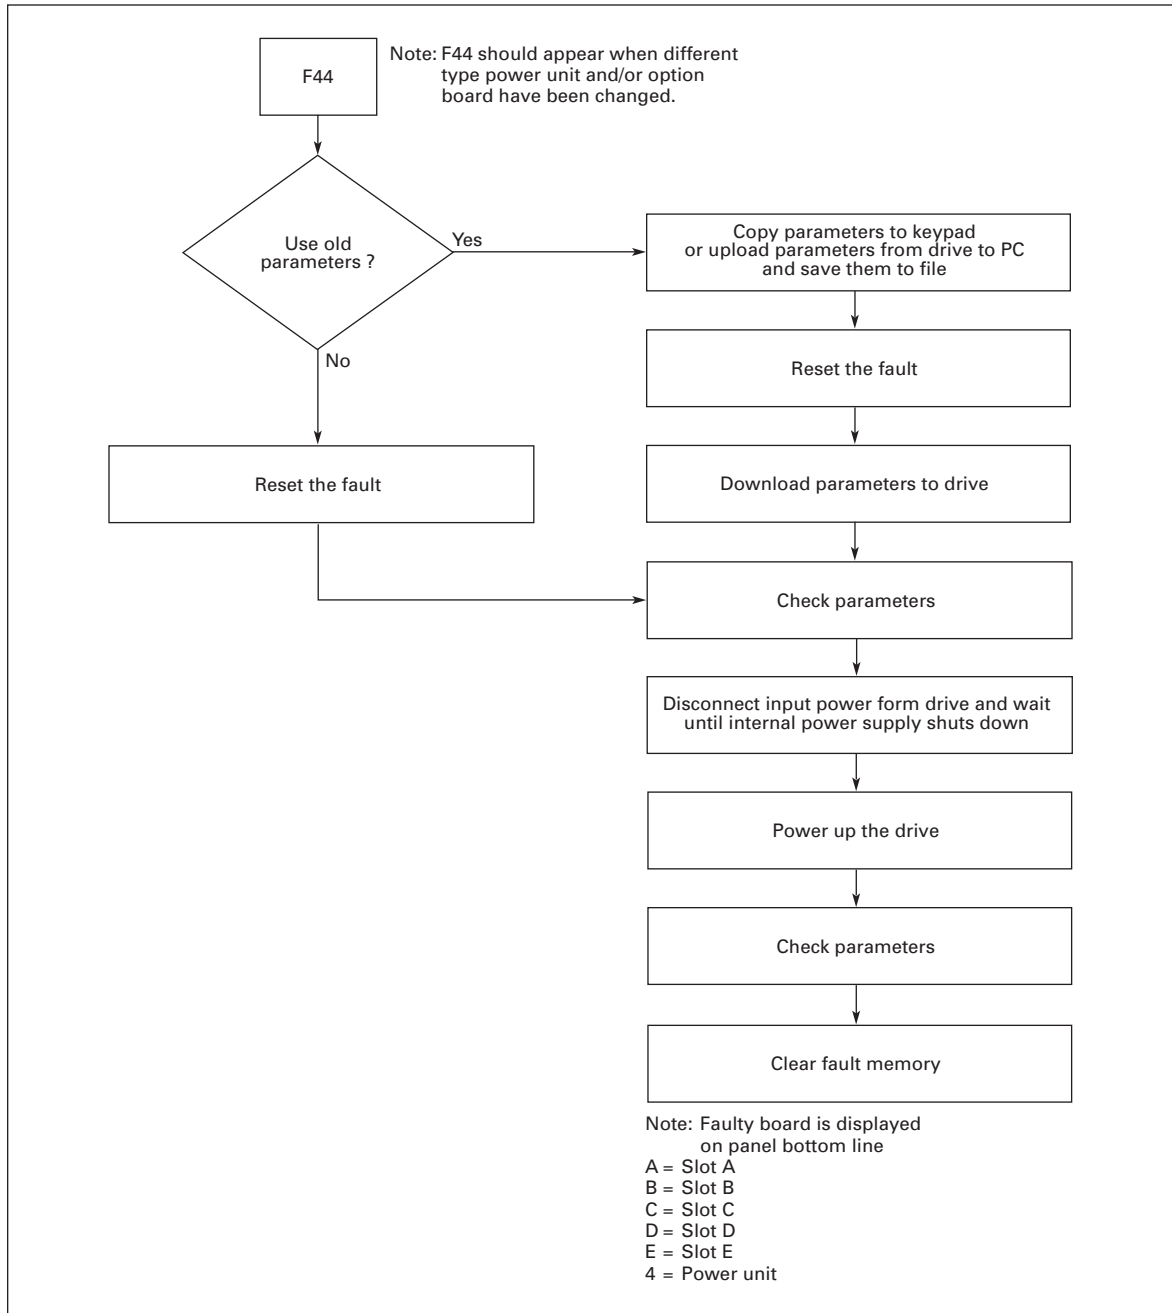 F44
Note: F44 should appear when different
type power unit and/or option
board have been changed.
Use old
parameters ?
Yes
No
Copy parameters to keypad
or upload parameters from drive to PC
and save them to file
Reset the fault
Reset the fault
Download parameters to drive
Check parameters
Disconnect input power form drive and wait
until internal power supply shuts down
Power up the drive
Check parameters
Clear fault memory
Note: Faulty board is displayed
on panel bottom line
A = Slot A
B = Slot B
C = Slot C
D = Slot D
E = Slot E
4 = Power unit